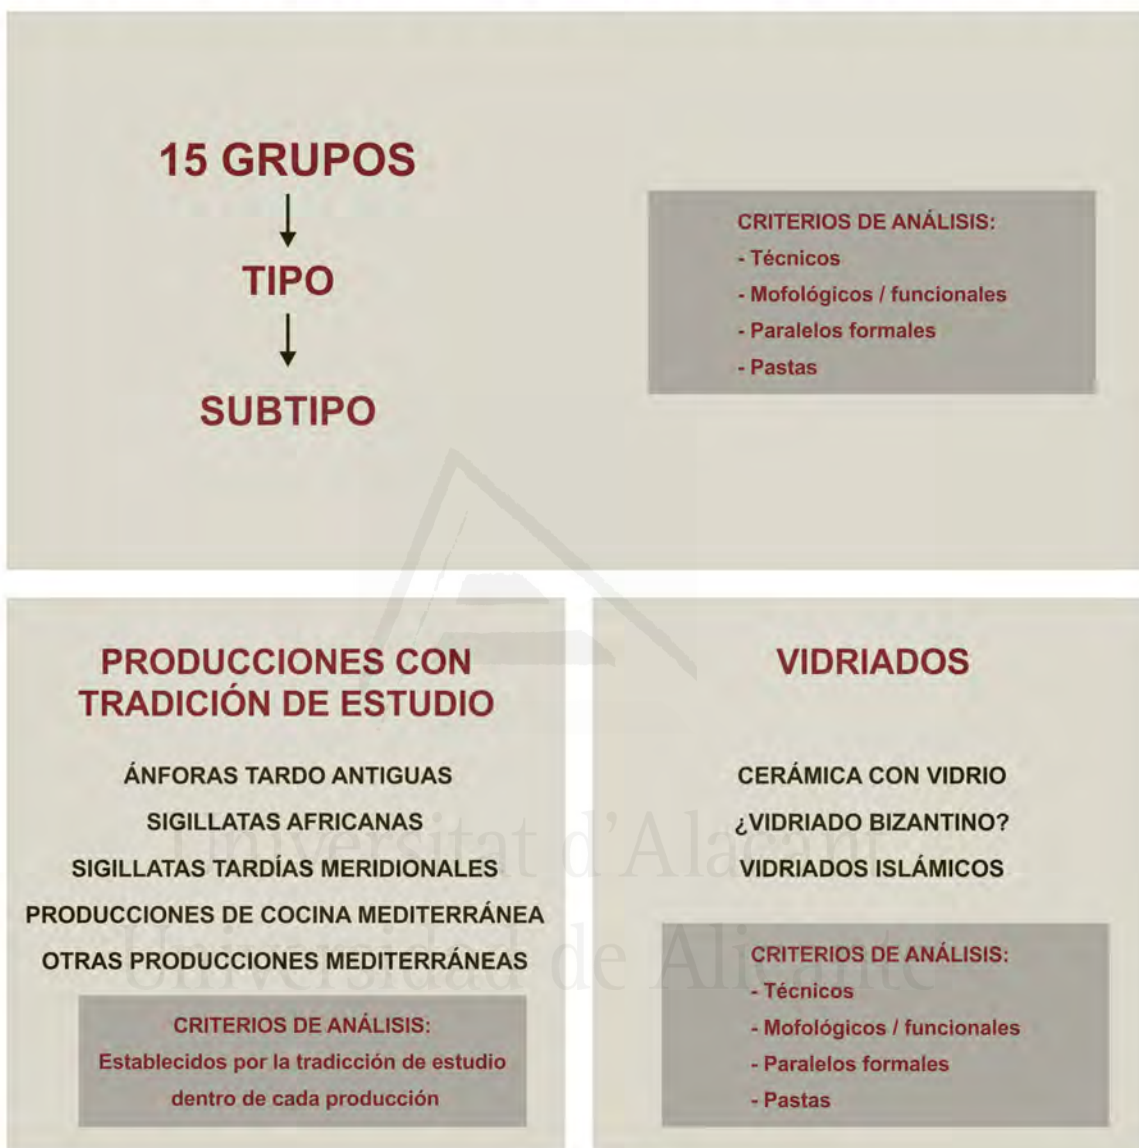 15 GRUPOS
TIPO
SUBTIPO
CRITERIOS DE ANÁLISIS:
- Técnicos
- Mofológicos / funcionales
- Paralelos formales
- Pastas
PRODUCCIONES CON
TRADICIÓN DE ESTUDIO
ÁNFORAS TARDO ANTIGUAS
SIGILLATAS AFRICANAS
SIGILLATAS TARDÍAS MERIDIONALES
PRODUCCIONES DE COCINA MEDITERRÁNEA
OTRAS PRODUCCIONES MEDITERRÁNEAS
CRITERIOS DE ANÁLISIS:
Establecidos por la tradicción de estudio
dentro de cada producción
VIDRIADOS
CERÁMICA CON VIDRIO
¿VIDRIADO BIZANTINO?
VIDRIADOS ISLÁMICOS
CRITERIOS DE ANÁLISIS:
- Técnicos
- Mofológicos / funcionales
- Paralelos formales
- Pastas
Universitat d'Alacant
Universidad de Alicante